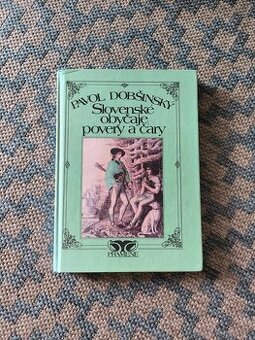 PAVOL DOBŠINSKÝ
Slovenské
obyčaje
povery a čary
PRAMENE